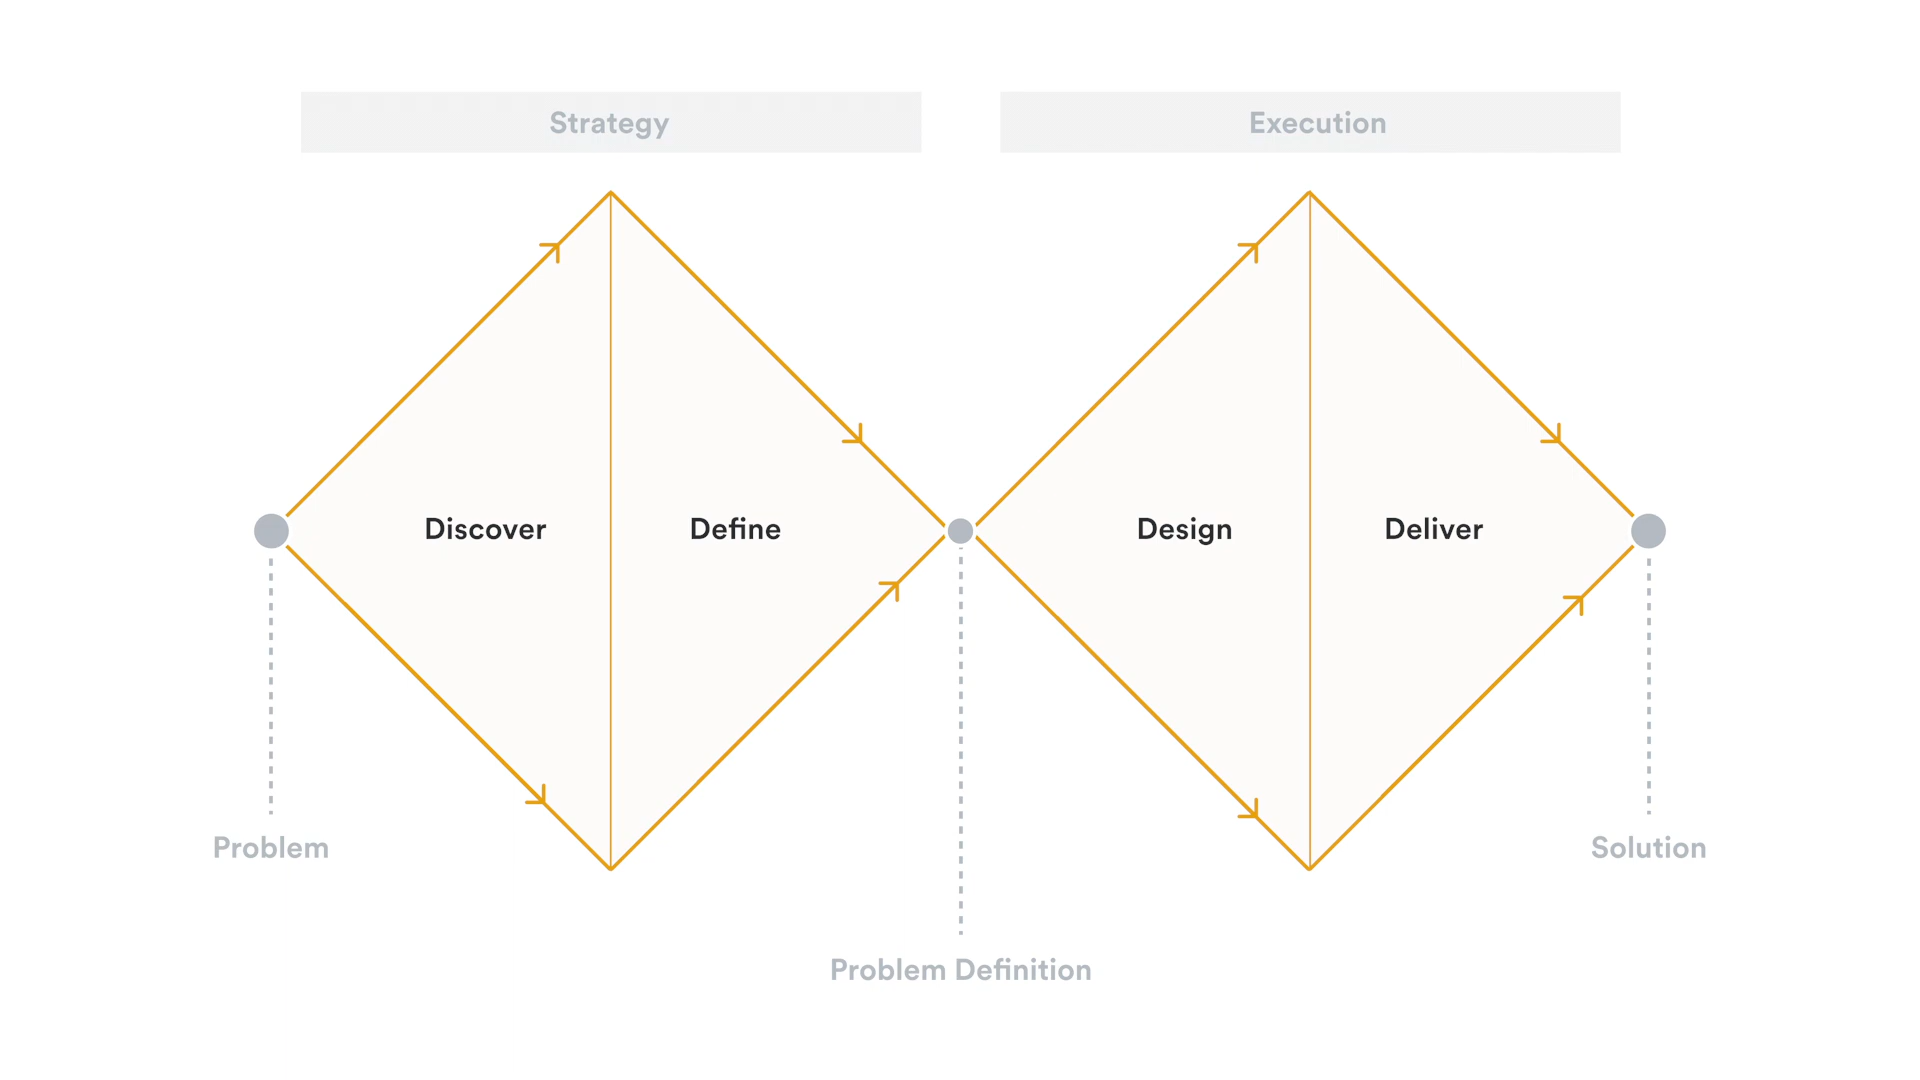 Strategy
Execution
Discover
Define
Design
Deliver
Problem
Solution
Problem Definition